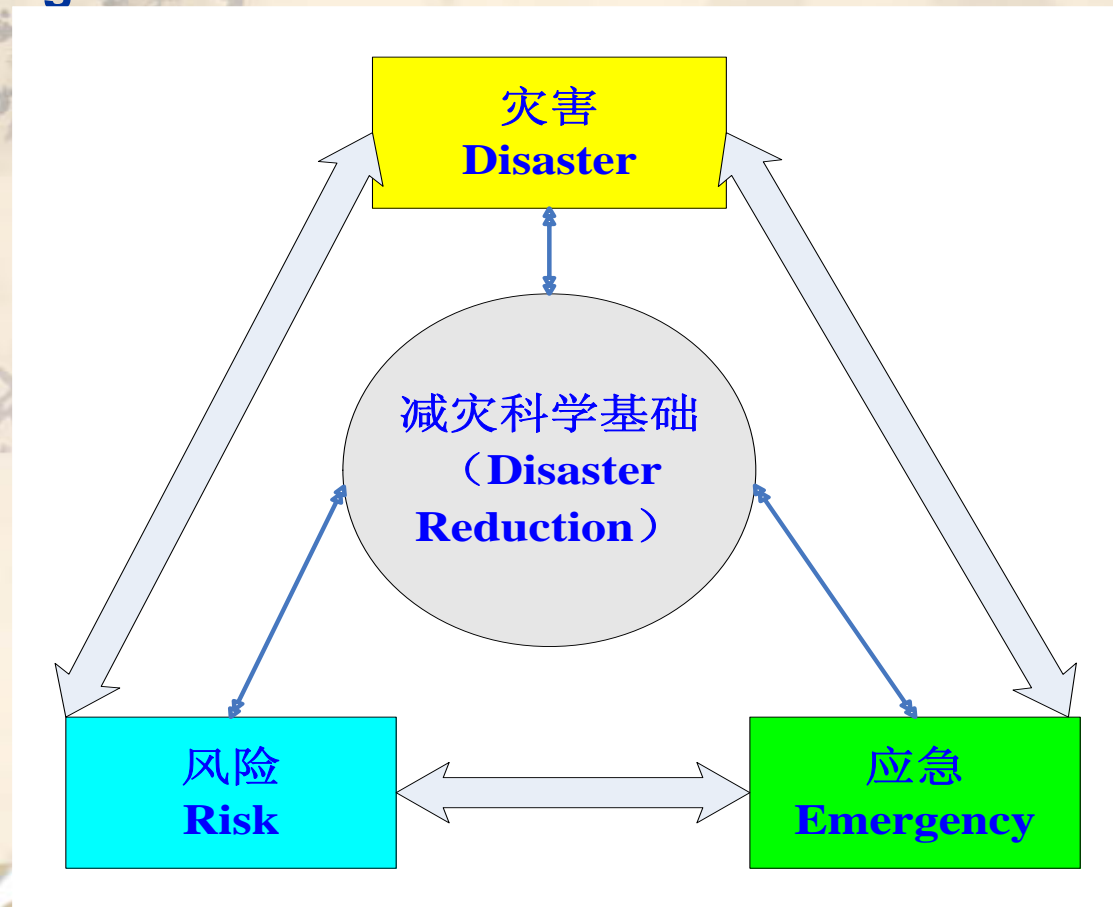 灾害
Disaster
减灾科学基础
（Disaster
Reduction）
风险
Risk
应急
Emergency